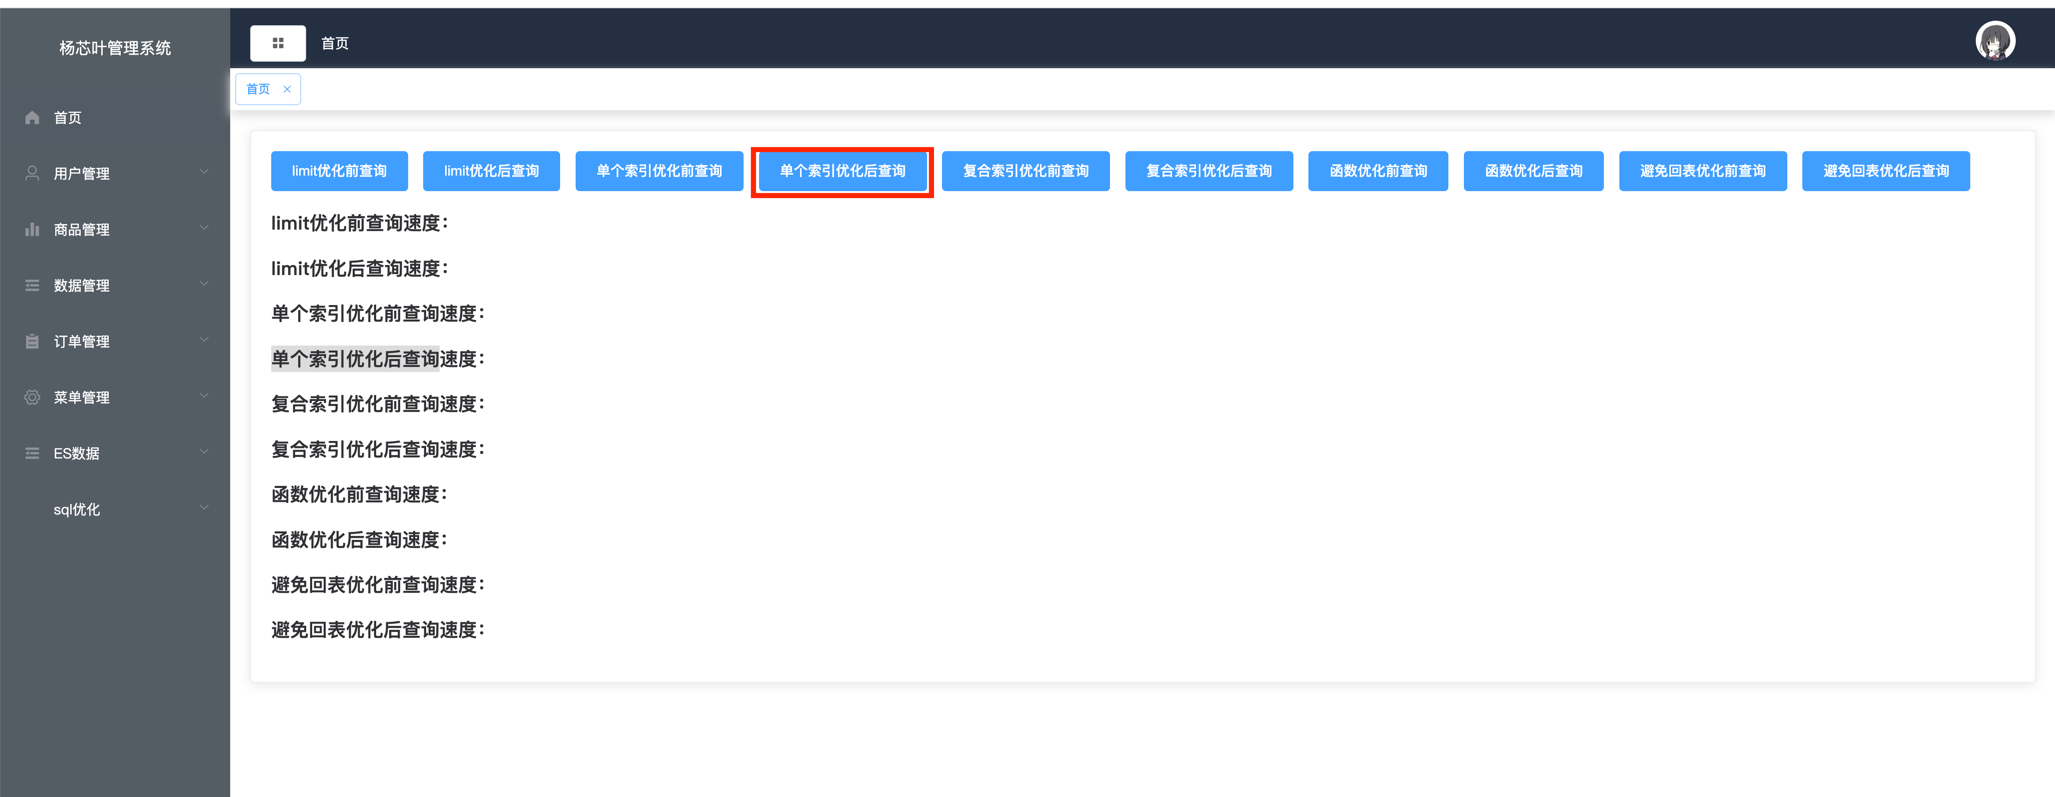 杨芯叶管理系统
首页
首页
首页
用户管理
商品管理
数据管理
订单管理
菜单管理
ES数据
sql优化
limit优化前查询 limit优化后查询 单个索引优化前查询 单个索引优化后查询 复合索引优化前查询 复合索引优化后查询 函数优化前查询 函数优化后查询 避免回表优化前查询 避免回表优化后查询
limit优化前查询速度：
limit优化后查询速度：
单个索引优化前查询速度：
单个索引优化后查询速度：
复合索引优化前查询速度：
复合索引优化后查询速度：
函数优化前查询速度：
函数优化后查询速度：
避免回表优化前查询速度：
避免回表优化后查询速度：